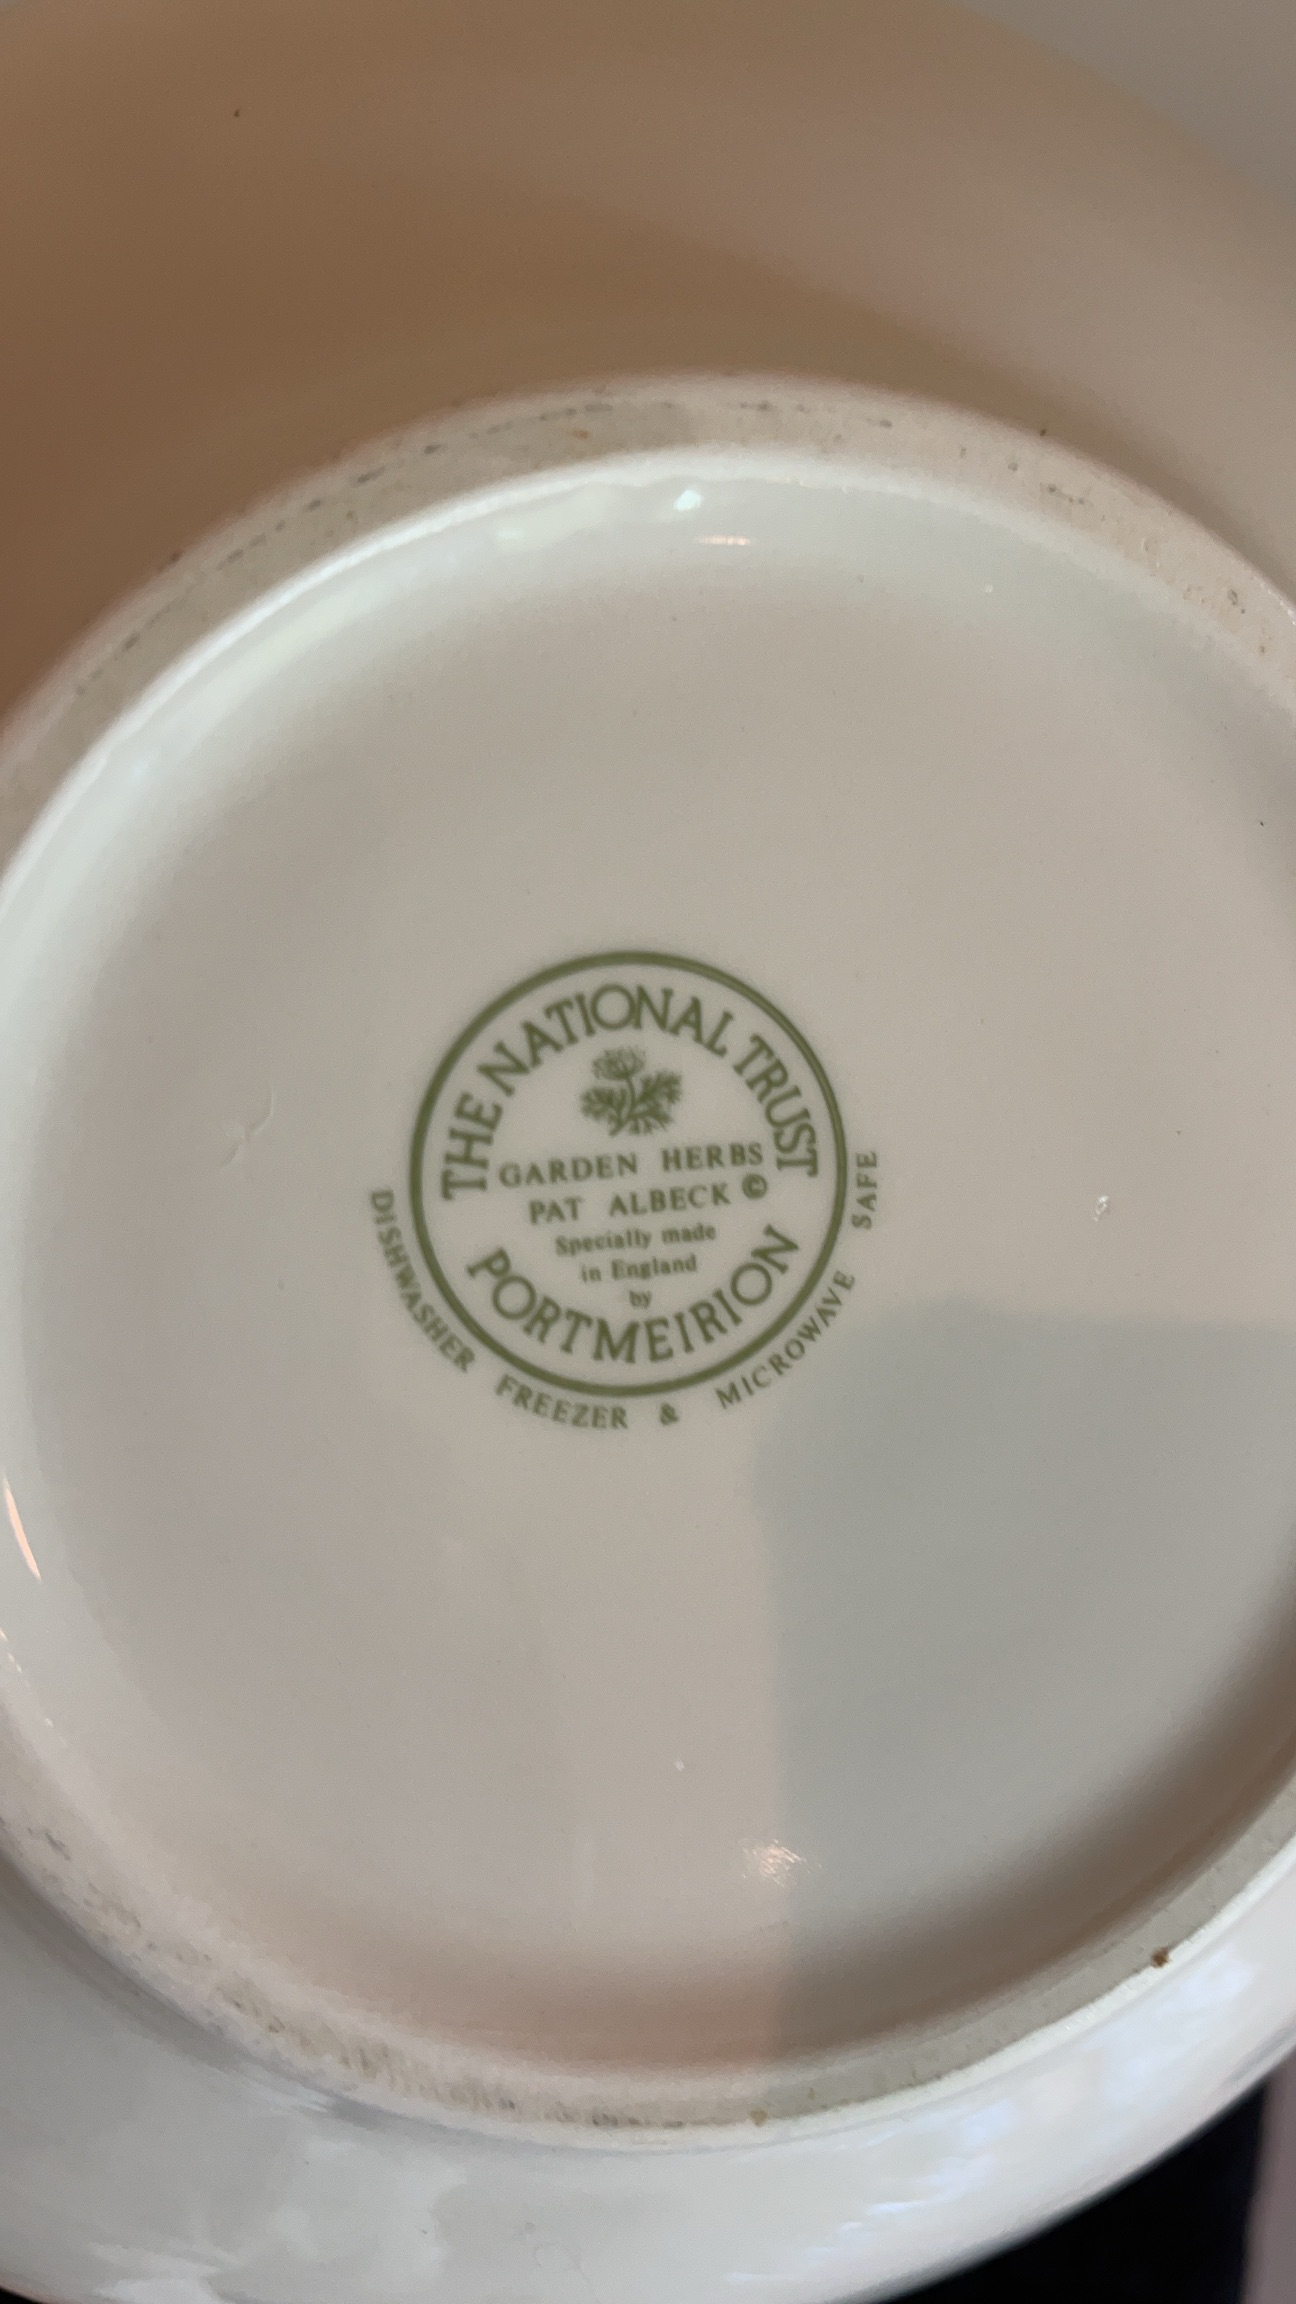 THE NATIONAL TRUST
GARDEN HERBS
PAT ALBECK ©
Specially made
in England
by
PORTMEIRION
DISHWASHER FREEZER & MICROWAVE SAFE